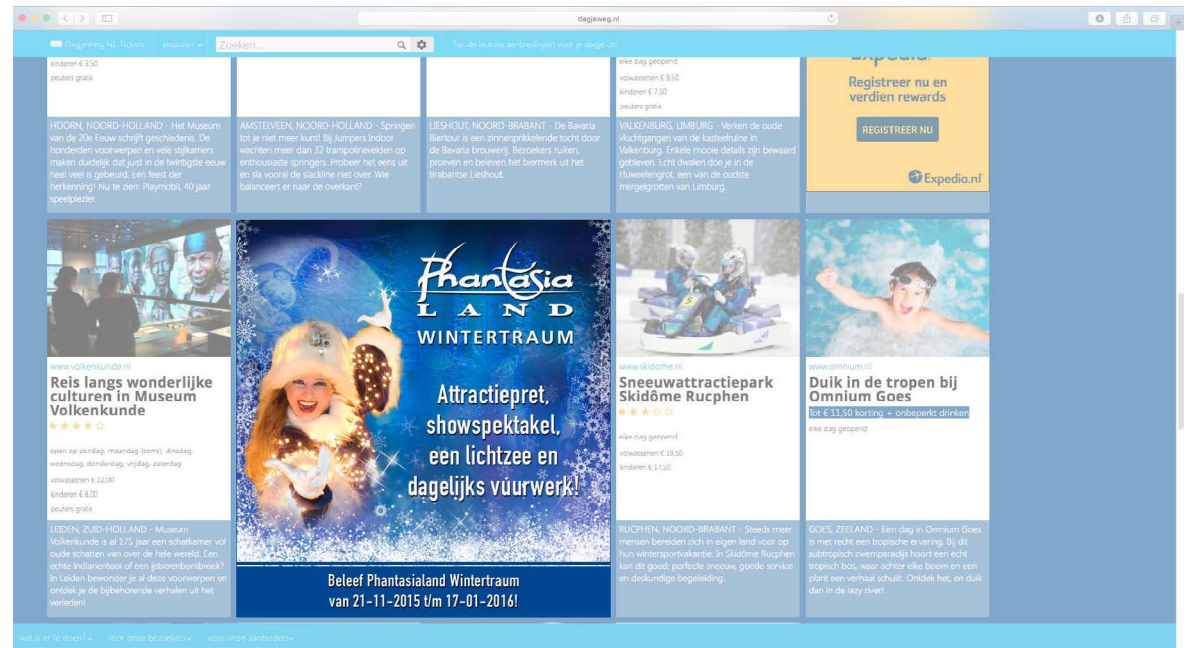 dagjeweg.nl
DagjeWeg.NL Tickets
populair
Zoeken...
Tip: de leukste aanbiedingen voor je dagje uit!
kinderen € 3,50
peuters gratis
elke dag geopend
volwassenen € 9,50
kinderen € 7,50
peuters gratis
Expedia
Registreer nu en
verdien rewards
REGISTREER NU
Expedia.nl
HOORN, NOORD-HOLLAND - Het Museum
van de 20e Eeuw schrijft geschiedenis. De
honderden voorwerpen en vele stijlkamers
maken duidelijk dat juist in de twintigste eeuw
heel veel is gebeurd. Een feest der
herkenning! Nu te zien: Playmobil, 40 jaar
speelplezier.
AMSTELVEEN, NOORD-HOLLAND - Springen
tot je niet meer kunt! Bij Jumpers Indoor
wachten meer dan 37 trampolinevelden op
enthousiaste springers. Probeer het eens uit
en sla vooral de slackline niet over. Wie
balanceert er naar de overkant?
LIESHOUT, NOORD-BRABANT - De Bavaria
Biertour is een zinnenprikkelende tocht door
de Bavaria brouwerij. Bezoekers ruiken,
proeven en beleven het biermerk uit het
Brabantse Lieshout.
VALKENBURG, LIMBURG - Verken de oude
vluchtgangen van de kasteelruïne in
Valkenburg. Enkele mooie details zijn bewaard
gebleven. Echt dwalen doe je in de
Huweelengrot, een van de oudste
mergelgrotten van Limburg.
www.volkenkunde.nl
Reis langs wonderlijke
culturen in Museum
Volkenkunde
open op zondag, maandag (soms), dinsdag,
woensdag, donderdag, vrijdag, zaterdag
volwassenen € 12,00
kinderen € 6,00
peuters gratis
LEIDEN, ZUID-HOLLAND - Museum
Volkenkunde is al 175 jaar een schatkamer vol
oude schatten van over de hele wereld. Een
echte Indianentooi of een ijsberenbontbroek?
In Leiden bewonder je al deze voorwerpen en
ontdek je de bijbehorende verhalen uit het
verleden!
Phantasia
LAND
WINTERTRAUM
Attractiepret,
showspektakel,
een lichtzee en
dagelijks vuurwerk!
Beleef Phantasialand Wintertraum
van 21-11-2015 t/m 17-01-2016!
5
www.skidome.nl
Sneeuwattractiepark
Skidôme Rucphen
elke dag geopend
volwassenen € 19,50
kinderen € 17,50
RUCPHEN, NOORD-BRABANT - Steeds meer
mensen bereiden zich in eigen land voor op
hun wintersportvakantie. In Skidôme Rucphen
kan dit goed; perfecte sneeuw, goede service
en deskundige begeleiding.
www.omnium.nl
Duik in de tropen bij
Omnium Goes
Tot € 11,50 korting + onbeperkt drinken
elke dag geopend
GOES, ZEELAND - Een dag in Omnium Goes
is met recht een tropische ervaring. Bij dit
subtropisch zwemparadijs hoort een echt
tropisch bos, waar achter elke boom en een
plant een verhaal schuilt. Ontdek het, en duik
dan in de lazy river!
wat is er te doen?
voor onze bezoekers
voor onze aanbieders